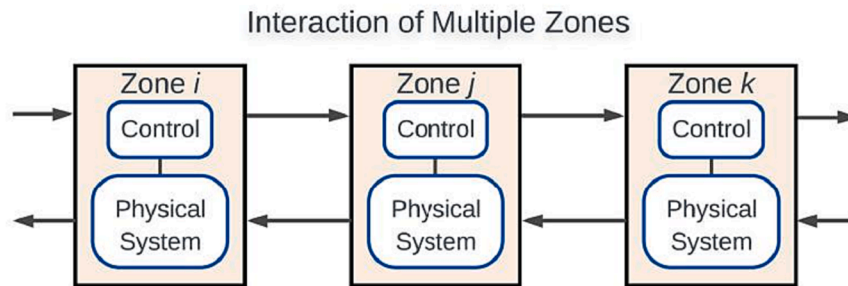 Interaction of Multiple Zones
Zone i
Control
Physical
System
Zone j
Control
Physical
System
Zone k
Control
Physical
System